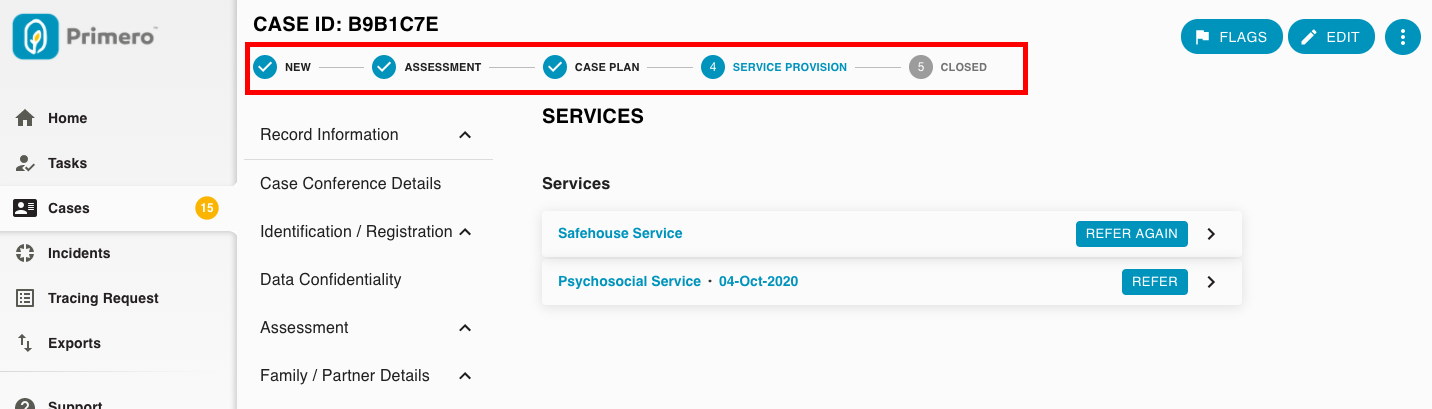 Primero™
CASE ID: B9B1C7E
FLAGS
EDIT
NEW
ASSESSMENT
CASE PLAN
4 SERVICE PROVISION
5 CLOSED
Home
Tasks
Cases 15
Incidents
Tracing Request
Exports
Support
Record Information
Case Conference Details
Identification / Registration
Data Confidentiality
Assessment
Family / Partner Details
SERVICES
Services
Safehouse Service REFER AGAIN
Psychosocial Service · 04-Oct-2020 REFER